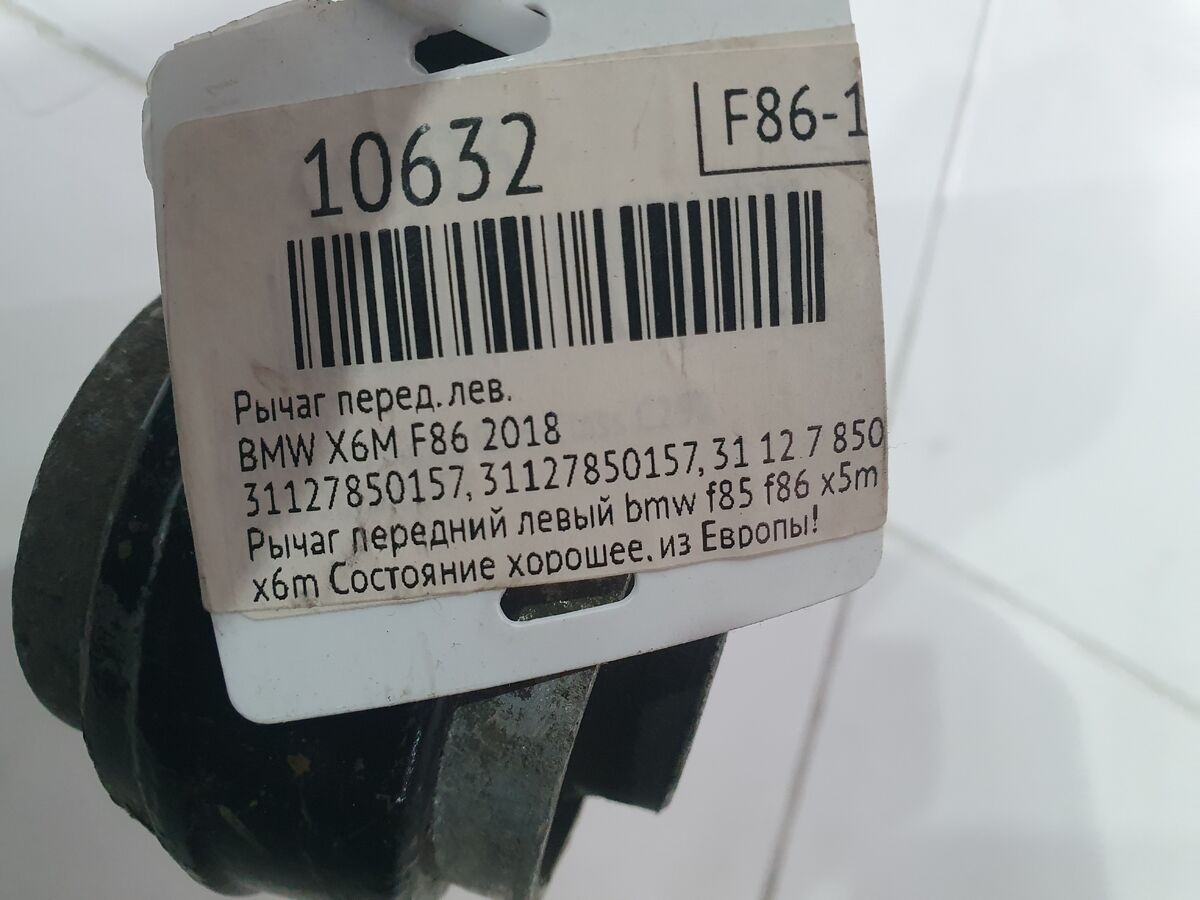 F86-1
10632
Рычаг перед. лев.
BMW X6M F86 2018
31127850157, 31127850157, 31 12 7 850
Рычаг передний левый bmw f85 f86 x5m
x6m Состояние хорошее. из Европы!